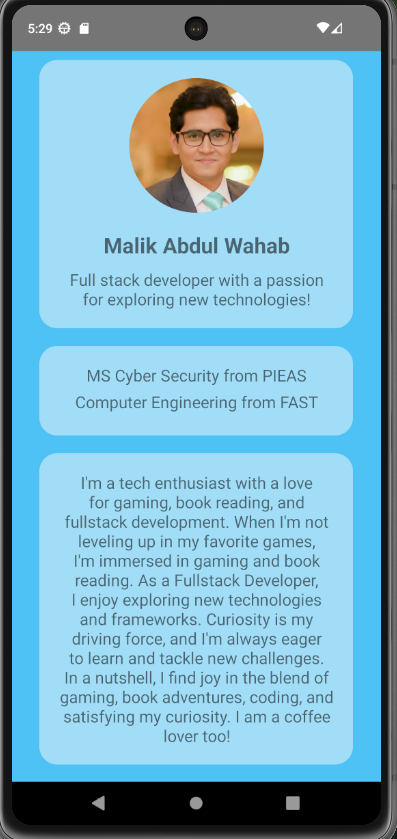 5:29
Malik Abdul Wahab
Full stack developer with a passion
for exploring new technologies!
MS Cyber Security from PIEAS
Computer Engineering from FAST
I'm a tech enthusiast with a love
for gaming, book reading, and
fullstack development. When I'm not
leveling up in my favorite games,
I'm immersed in gaming and book
reading. As a Fullstack Developer,
I enjoy exploring new technologies
and frameworks. Curiosity is my
driving force, and I'm always eager
to learn and tackle new challenges.
In a nutshell, I find joy in the blend of
gaming, book adventures, coding, and
satisfying my curiosity. I am a coffee
lover too!